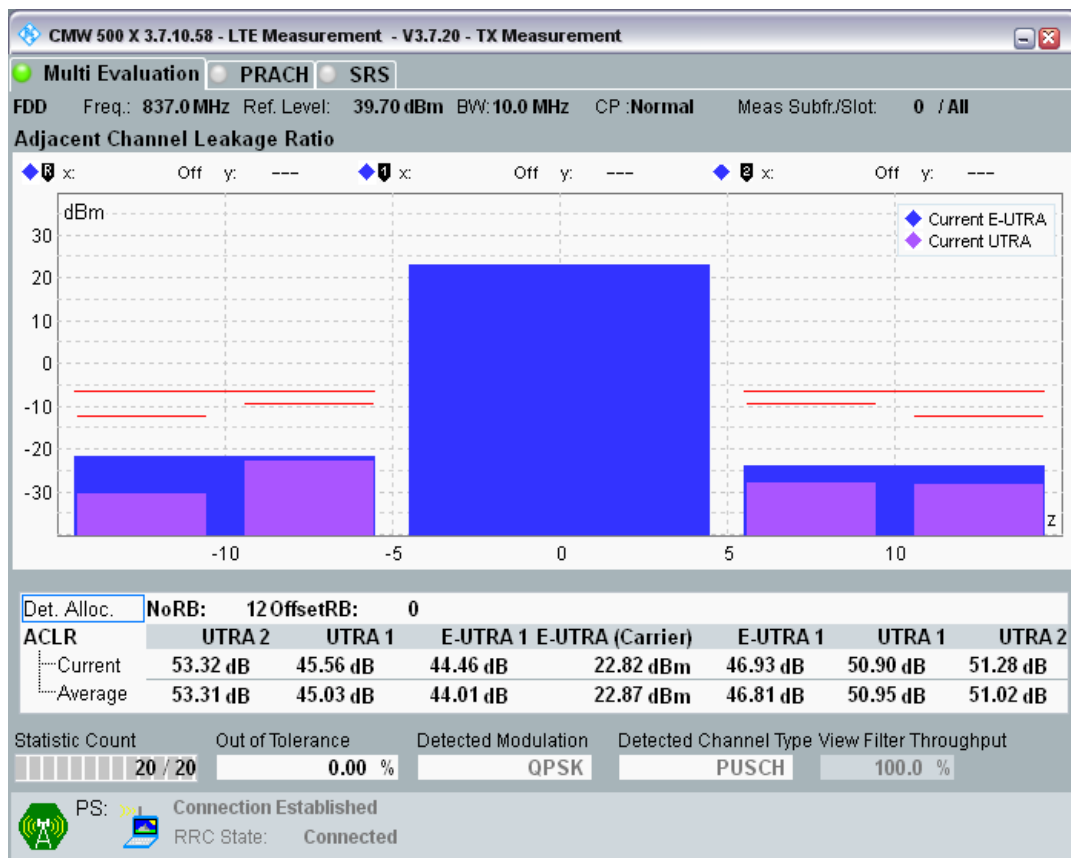 CMW 500 X 3.7.10.58 - LTE Measurement - V3.7.20 - TX Measurement
Multi Evaluation PRACH SRS
FDD Freq.: 837.0 MHz Ref. Level: 39.70 dBm BW: 10.0 MHz CP :Normal Meas Subfr./Slot: 0 / All
Adjacent Channel Leakage Ratio
R x: Off y: --- 1 x: Off y: --- 2 x: Off y: ---
dBm
Current E-UTRA
Current UTRA
30
20
10
0
-10
-20
-30
z
-10 -5 0 5 10
Det. Alloc. NoRB: 12 OffsetRB: 0
ACLR UTRA 2 UTRA 1 E-UTRA 1 E-UTRA (Carrier) E-UTRA 1 UTRA 1 UTRA 2
Current 53.32 dB 45.56 dB 44.46 dB 22.82 dBm 46.93 dB 50.90 dB 51.28 dB
Average 53.31 dB 45.03 dB 44.01 dB 22.87 dBm 46.81 dB 50.95 dB 51.02 dB
Statistic Count Out of Tolerance Detected Modulation Detected Channel Type View Filter Throughput
20 / 20 0.00 % QPSK PUSCH 100.0 %
PS: Connection Established
RRC State: Connected